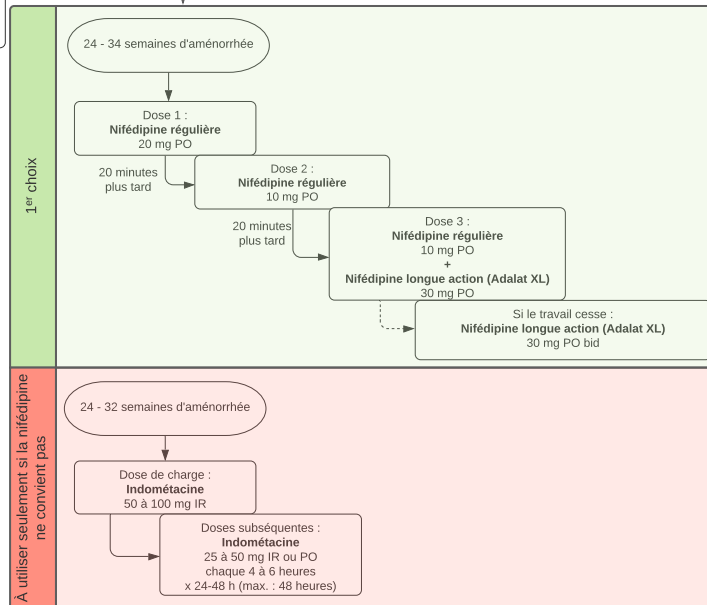 1er choix
24 - 34 semaines d'aménorrhée
Dose 1 :
Nifédipine régulière
20 mg PO
20 minutes
plus tard
Dose 2 :
Nifédipine régulière
10 mg PO
20 minutes
plus tard
Dose 3 :
Nifédipine régulière
10 mg PO
+
Nifédipine longue action (Adalat XL)
30 mg PO
Si le travail cesse :
Nifédipine longue action (Adalat XL)
30 mg PO bid
À utiliser seulement si la nifédipine
ne convient pas
24 - 32 semaines d'aménorrhée
Dose de charge :
Indométacine
50 à 100 mg IR
Doses subséquentes :
Indométacine
25 à 50 mg IR ou PO
chaque 4 à 6 heures
x 24-48 h (max. : 48 heures)